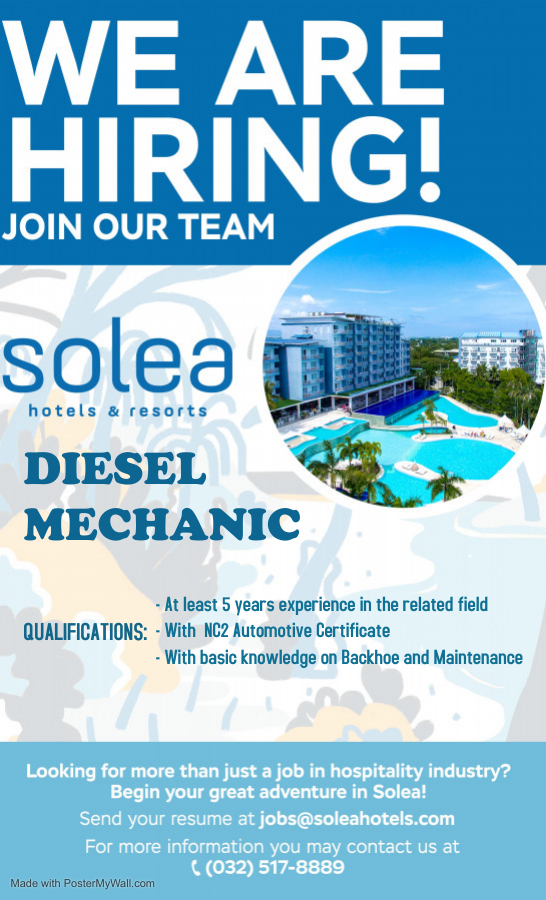 WE ARE
HIRING!
JOIN OUR TEAM
solea
hotels & resorts
DIESEL
MECHANIC
QUALIFICATIONS:
- At least 5 years experience in the related field
- With NC2 Automotive Certificate
- With basic knowledge on Backhoe and Maintenance
Looking for more than just a job in hospitality industry?
Begin your great adventure in Solea!
Send your resume at jobs@soleahotels.com
For more information you may contact us at
(032) 517-8889
Made with PosterMyWall.com